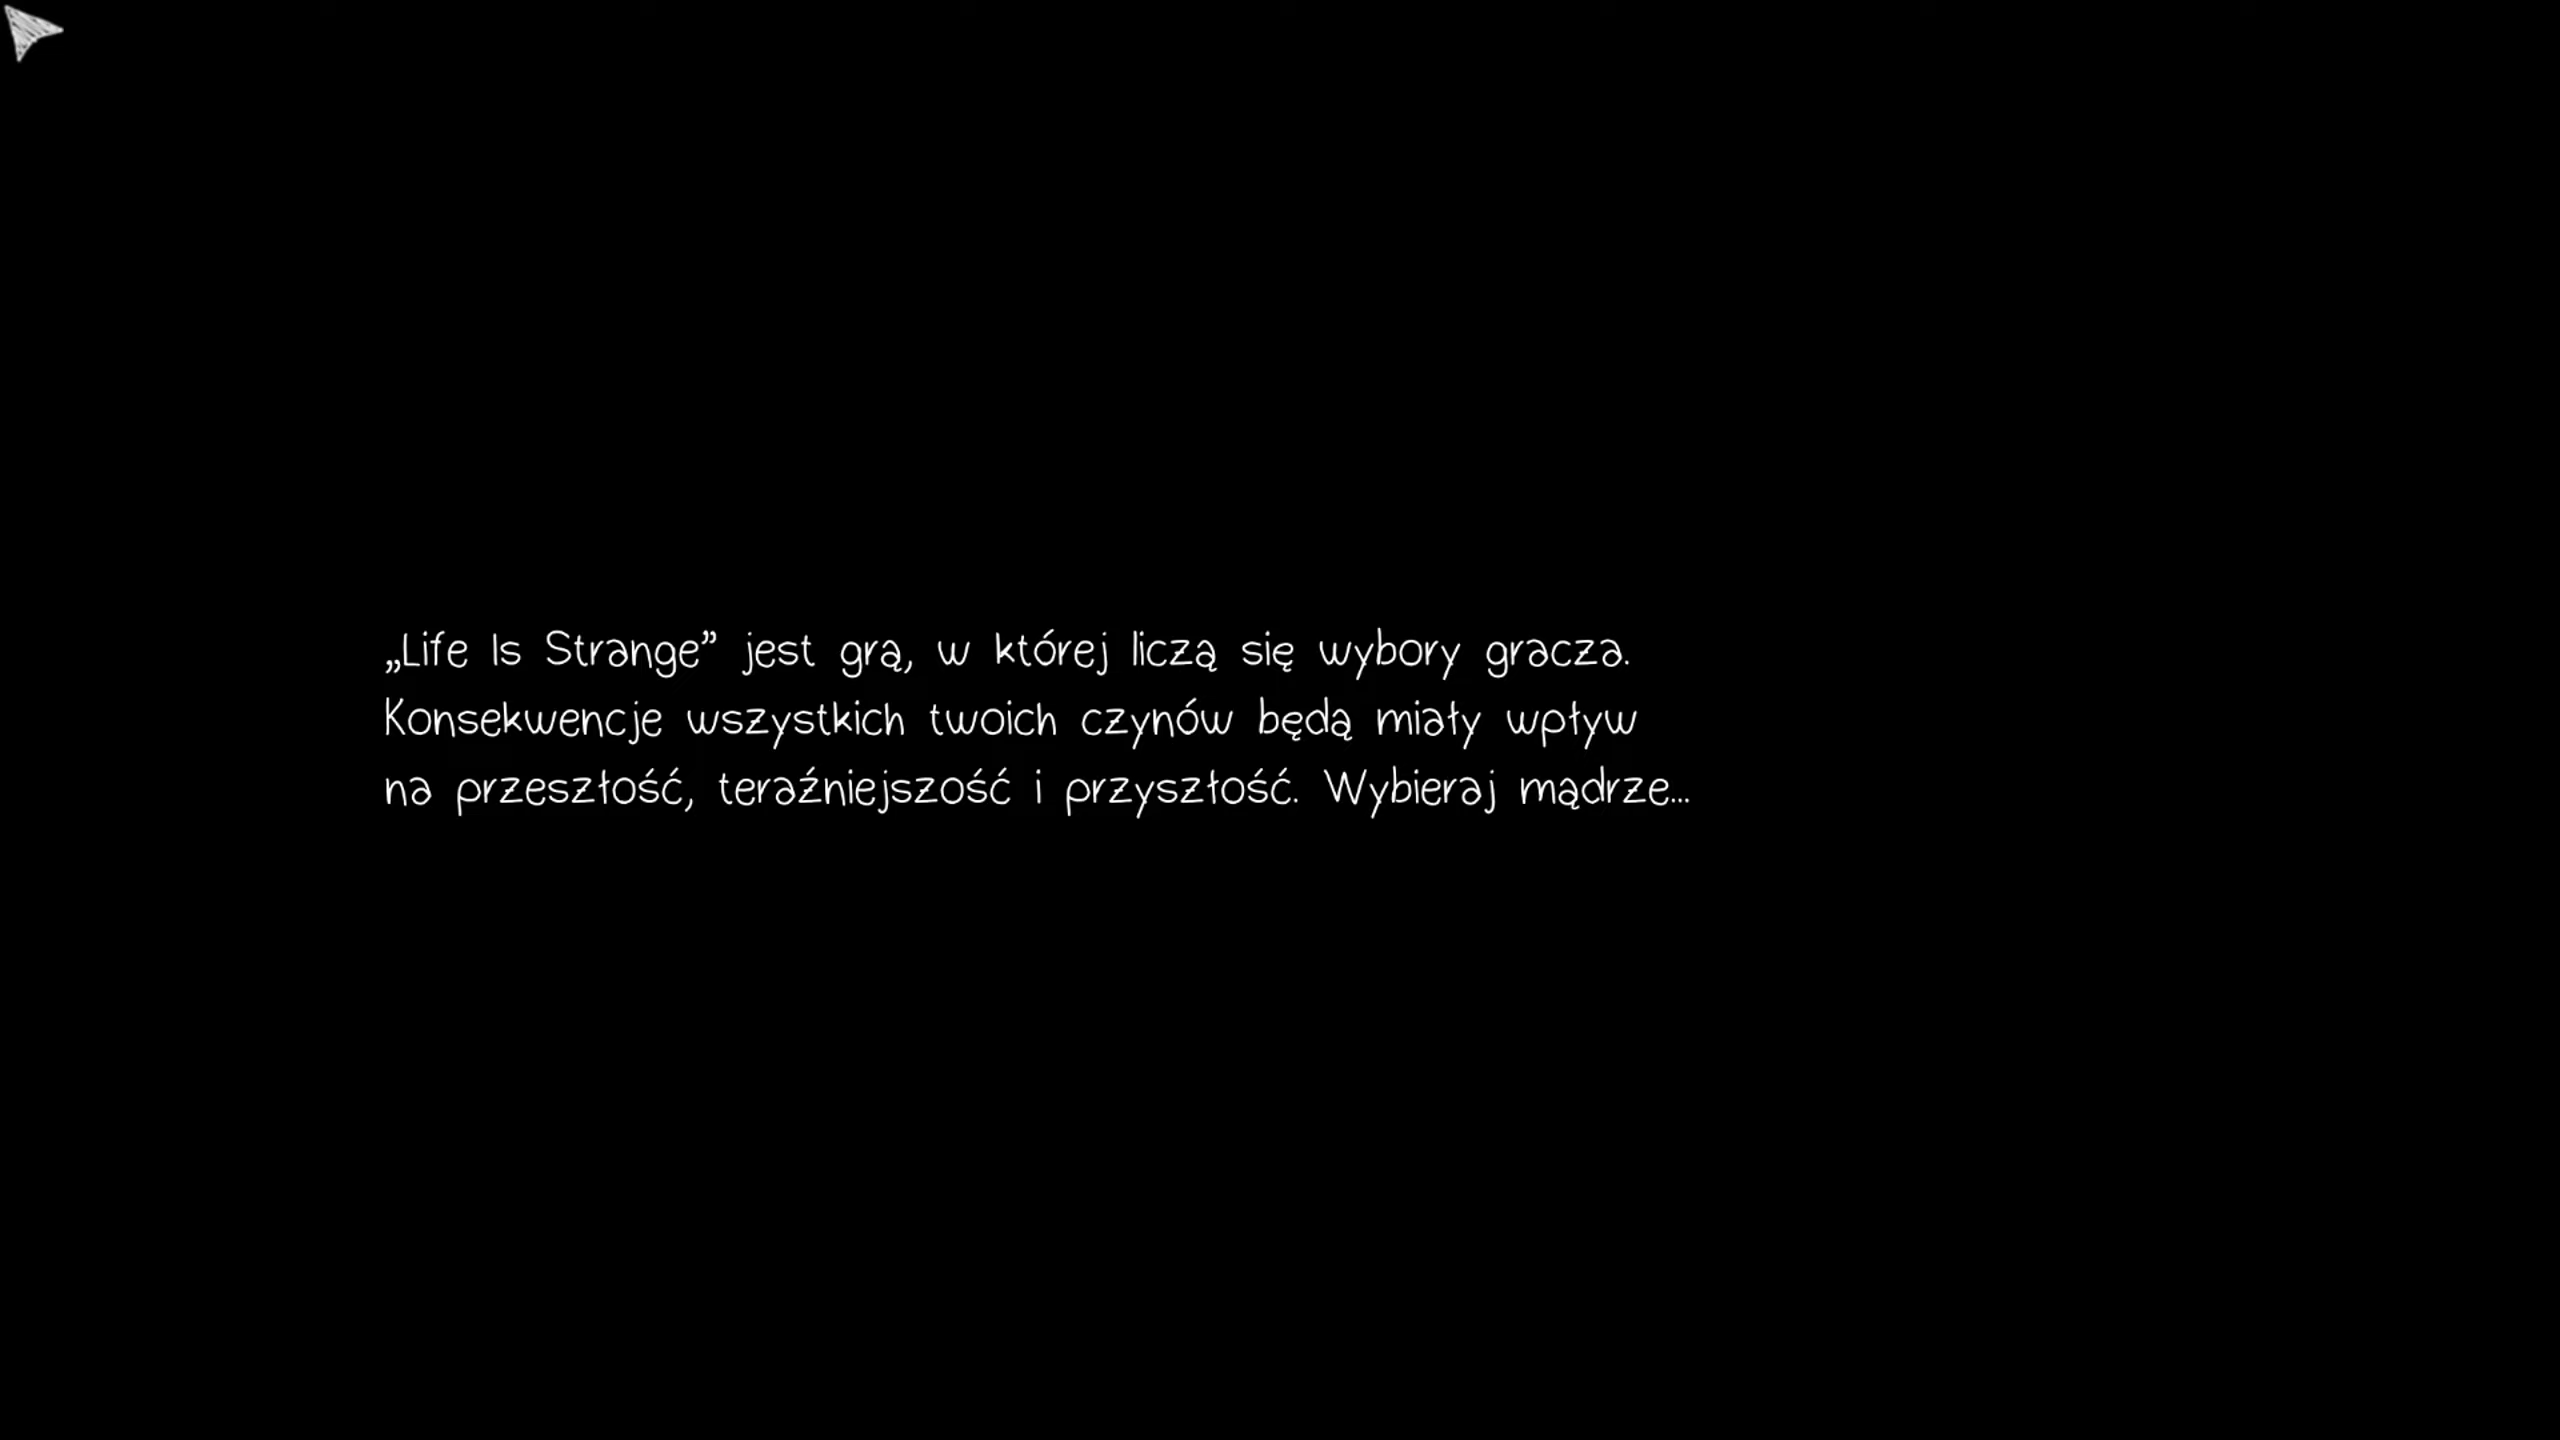 „Life Is Strange” jest grą, w której liczą się wybory gracza.
Konsekwencje wszystkich twoich czynów będą miały wpływ
na przeszłość, teraźniejszość i przyszłość. Wybieraj mądrze...